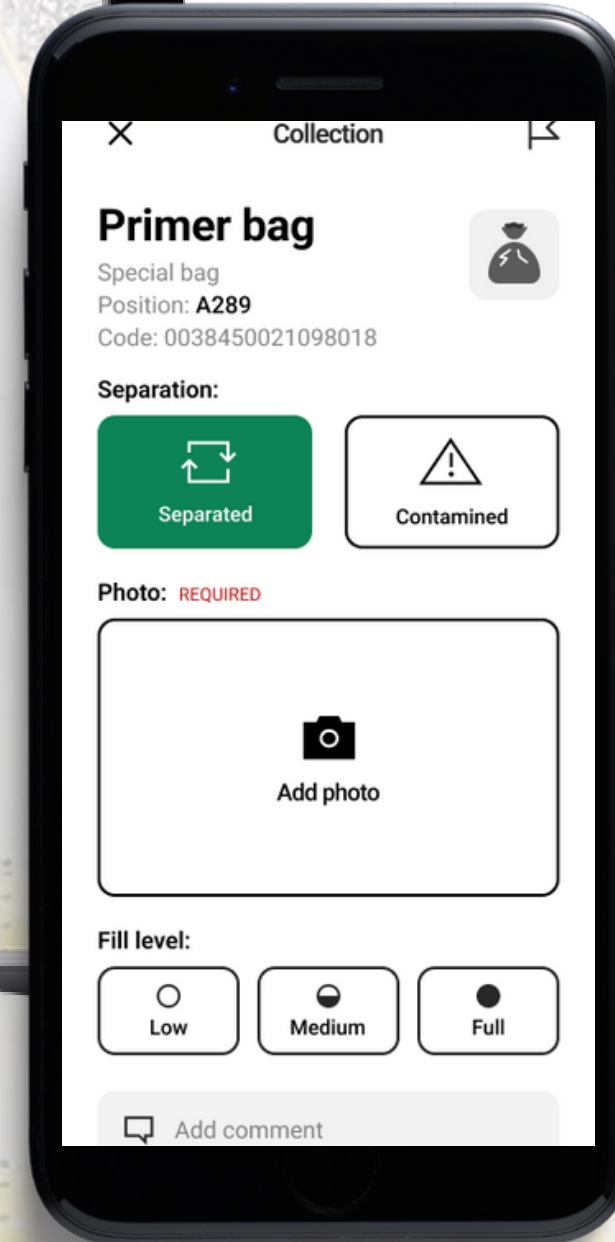 Collection
Primer bag
Special bag
Position: A289
Code: 0038450021098018
Separation:
Separated
Contamined
Photo: REQUIRED
Add photo
Fill level:
Low
Medium
Full
Add comment